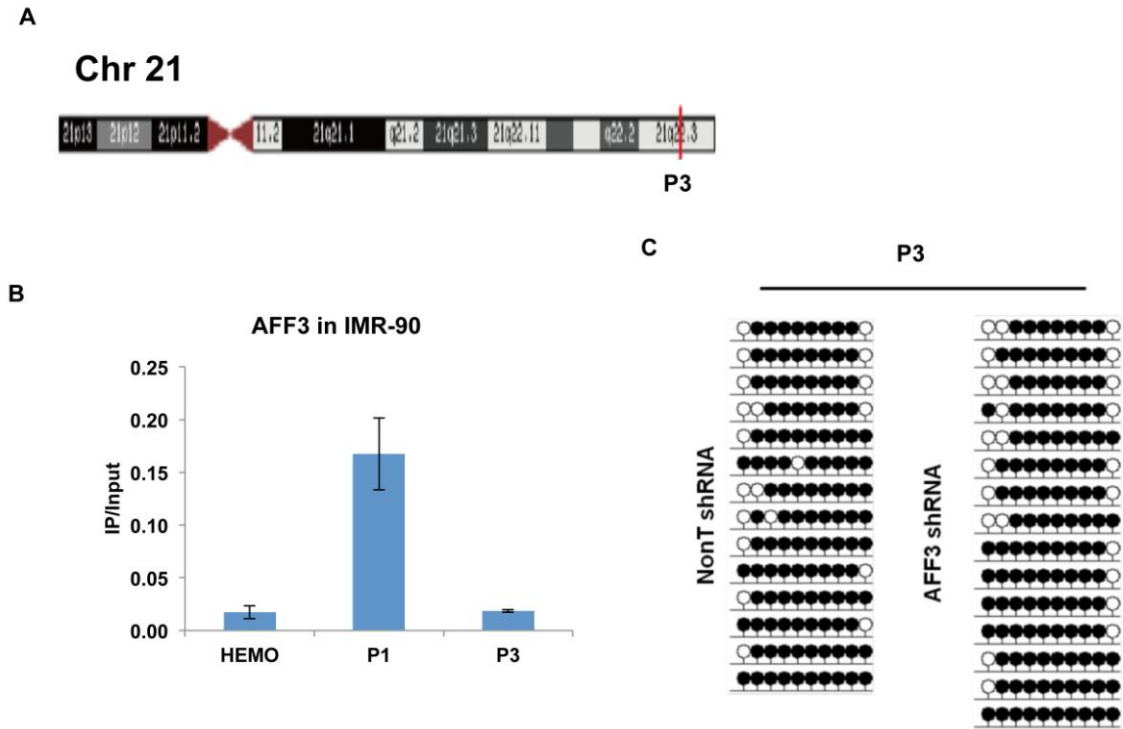 A
Chr 21
21p13 21p12 21p11.2 11.2 21q21.1 q21.2 21q21.3 21q22.11 q22.2 21q22.3
P3
B
AFF3 in IMR-90
IP/Input
0.25
0.20
0.15
0.10
0.05
0.00
HEMO P1 P3
C
P3
NonT shRNA
AFF3 shRNA